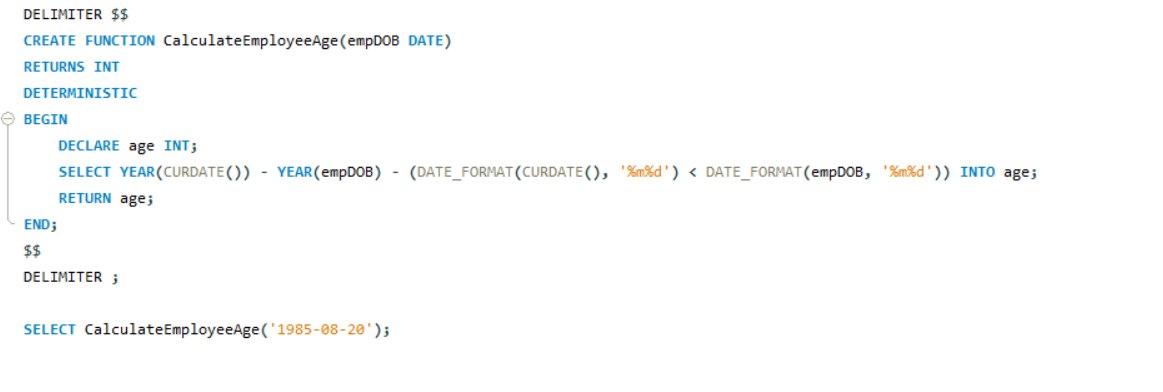 DELIMITER $$
CREATE FUNCTION CalculateEmployeeAge(empDOB DATE)
RETURNS INT
DETERMINISTIC
BEGIN
    DECLARE age INT;
    SELECT YEAR(CURDATE()) - YEAR(empDOB) - (DATE_FORMAT(CURDATE(), '%m%d') < DATE_FORMAT(empDOB, '%m%d')) INTO age;
    RETURN age;
END;
$$
DELIMITER ;
SELECT CalculateEmployeeAge('1985-08-20');